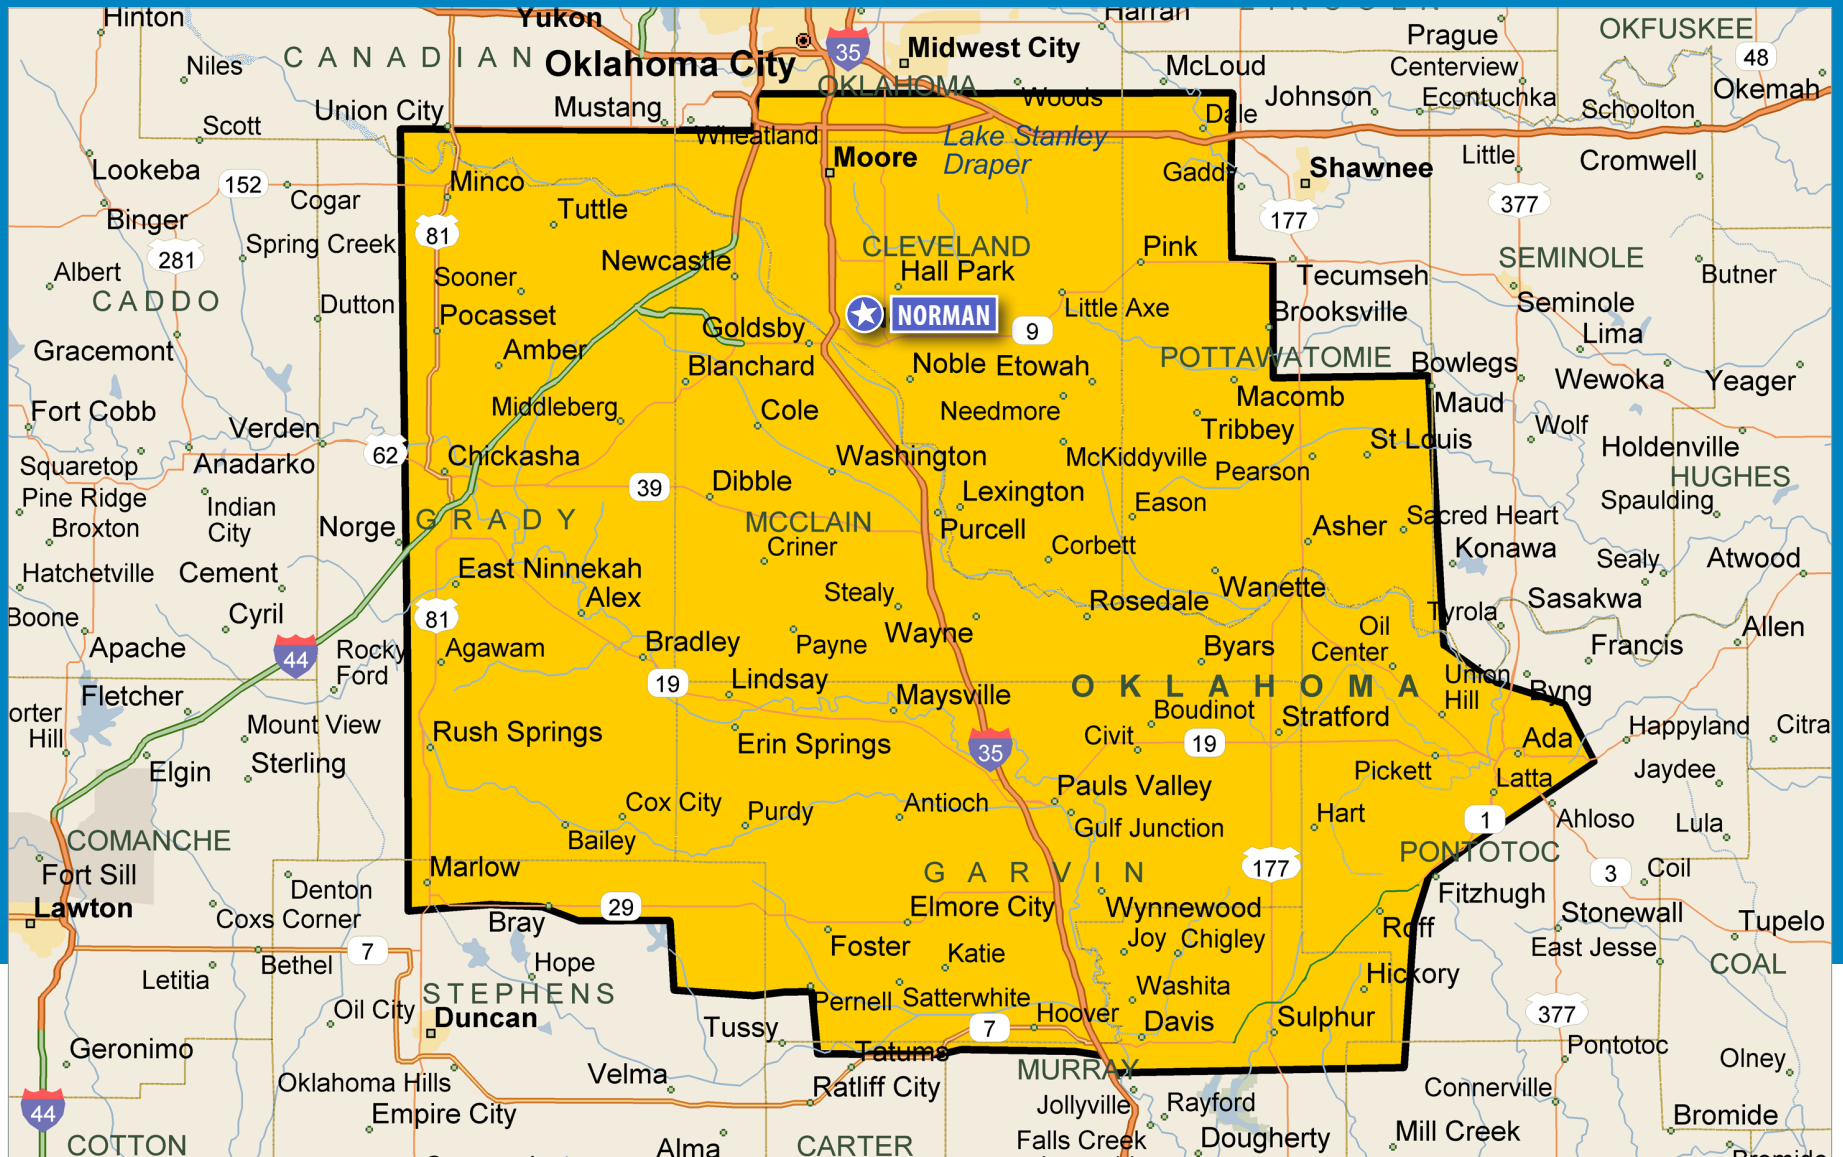 Hinton
Yukon
Harrah
LINCOLN
OKFUSKEE
Prague
Niles
CANADIAN
Oklahoma City
35
Midwest City
McLoud
Centerview
48
OKLAHOMA
Woods
Johnson
Econtuchka
Schoolton
Okemah
Union City
Mustang
Dale
Scott
Wheatland
Lake Stanley
Draper
Moore
Gaddy
Shawnee
Little
Cromwell
Lookeba
152
Cogar
Minco
Tuttle
177
377
Binger
81
Spring Creek
281
CLEVELAND
Pink
SEMINOLE
Albert
Sooner
Newcastle
Hall Park
Tecumseh
Butner
CADDO
Dutton
Pocasset
NORMAN
Little Axe
Brooksville
Seminole
Goldsby
9
Lima
Gracemont
Amber
Blanchard
Noble
Etowah
POTTAWATOMIE
Bowlegs
Wewoka
Yeager
Fort Cobb
Middleberg
Cole
Needmore
Macomb
Maud
Verden
Tribbey
Wolf
62
Chickasha
Washington
St Louis
Holdenville
Squaretop
Anadarko
McKiddyville
Pearson
HUGHES
Pine Ridge
39
Dibble
Lexington
Eason
Spaulding
Indian
City
Broxton
Norge
GRADY
MCCLAIN
Purcell
Asher
Sacred Heart
Criner
Corbett
Konawa
Sealy
Atwood
Hatchetville
Cement
East Ninnekah
Alex
Stealy
Rosedale
Wanette
Sasakwa
Boone
Cyril
81
Tyrola
Apache
44
Rocky
Ford
Agawam
Bradley
Payne
Wayne
Byars
Oil
Center
Francis
Allen
Fletcher
19
Lindsay
Maysville
OKLAHOMA
Union
Hill
Byng
orter
Hill
Mount View
Rush Springs
Erin Springs
35
Boudinot
Civit
19
Stratford
Ada
Happyland
Citra
Elgin
Sterling
Pickett
Latta
Jaydee
Cox City
Purdy
Antioch
Pauls Valley
Gulf Junction
Hart
1
Ahloso
Lula
COMANCHE
Bailey
PONTOTOC
Fort Sill
Marlow
GARVIN
177
3
Coil
Denton
Fitzhugh
Lawton
Coxs Corner
Bray
29
Elmore City
Wynnewood
Roff
Stonewall
Tupelo
7
Bethel
Foster
Katie
Joy
Chigley
East Jesse
Letitia
Hope
Hickory
COAL
STEPHENS
Oil City
Duncan
Pernell
Satterwhite
Washita
377
Tussy
7
Hoover
Davis
Sulphur
Geronimo
Tatums
Pontotoc
Olney
44
Oklahoma Hills
Velma
Ratliff City
MURRAY
Connerville
Empire City
Jollyville
Rayford
Bromide
COTTON
Alma
CARTER
Falls Creek
Dougherty
Mill Creek